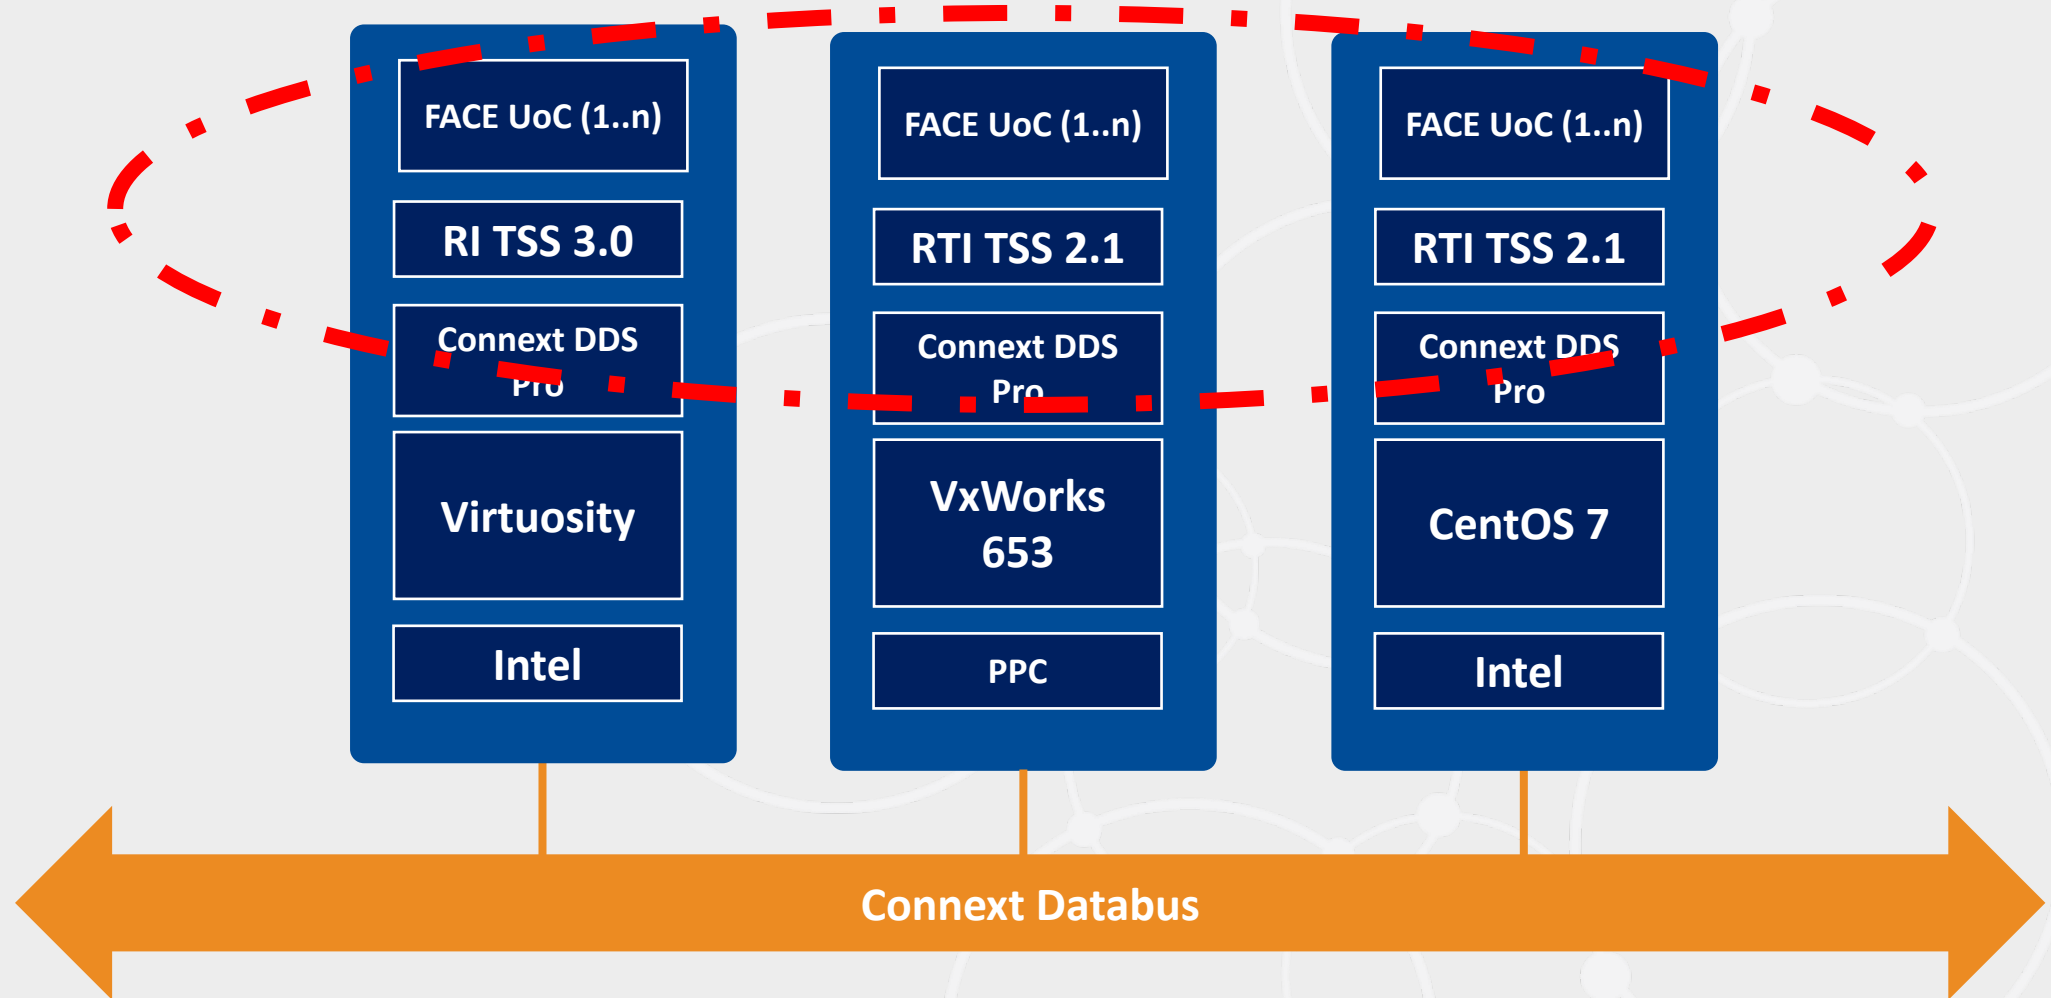 FACE UoC (1..n)
RI TSS 3.0
Connext DDS
Pro
Virtuosity
Intel
FACE UoC (1..n)
RTI TSS 2.1
Connext DDS
Pro
VxWorks
653
PPC
FACE UoC (1..n)
RTI TSS 2.1
Connext DDS
Pro
CentOS 7
Intel
Connext Databus